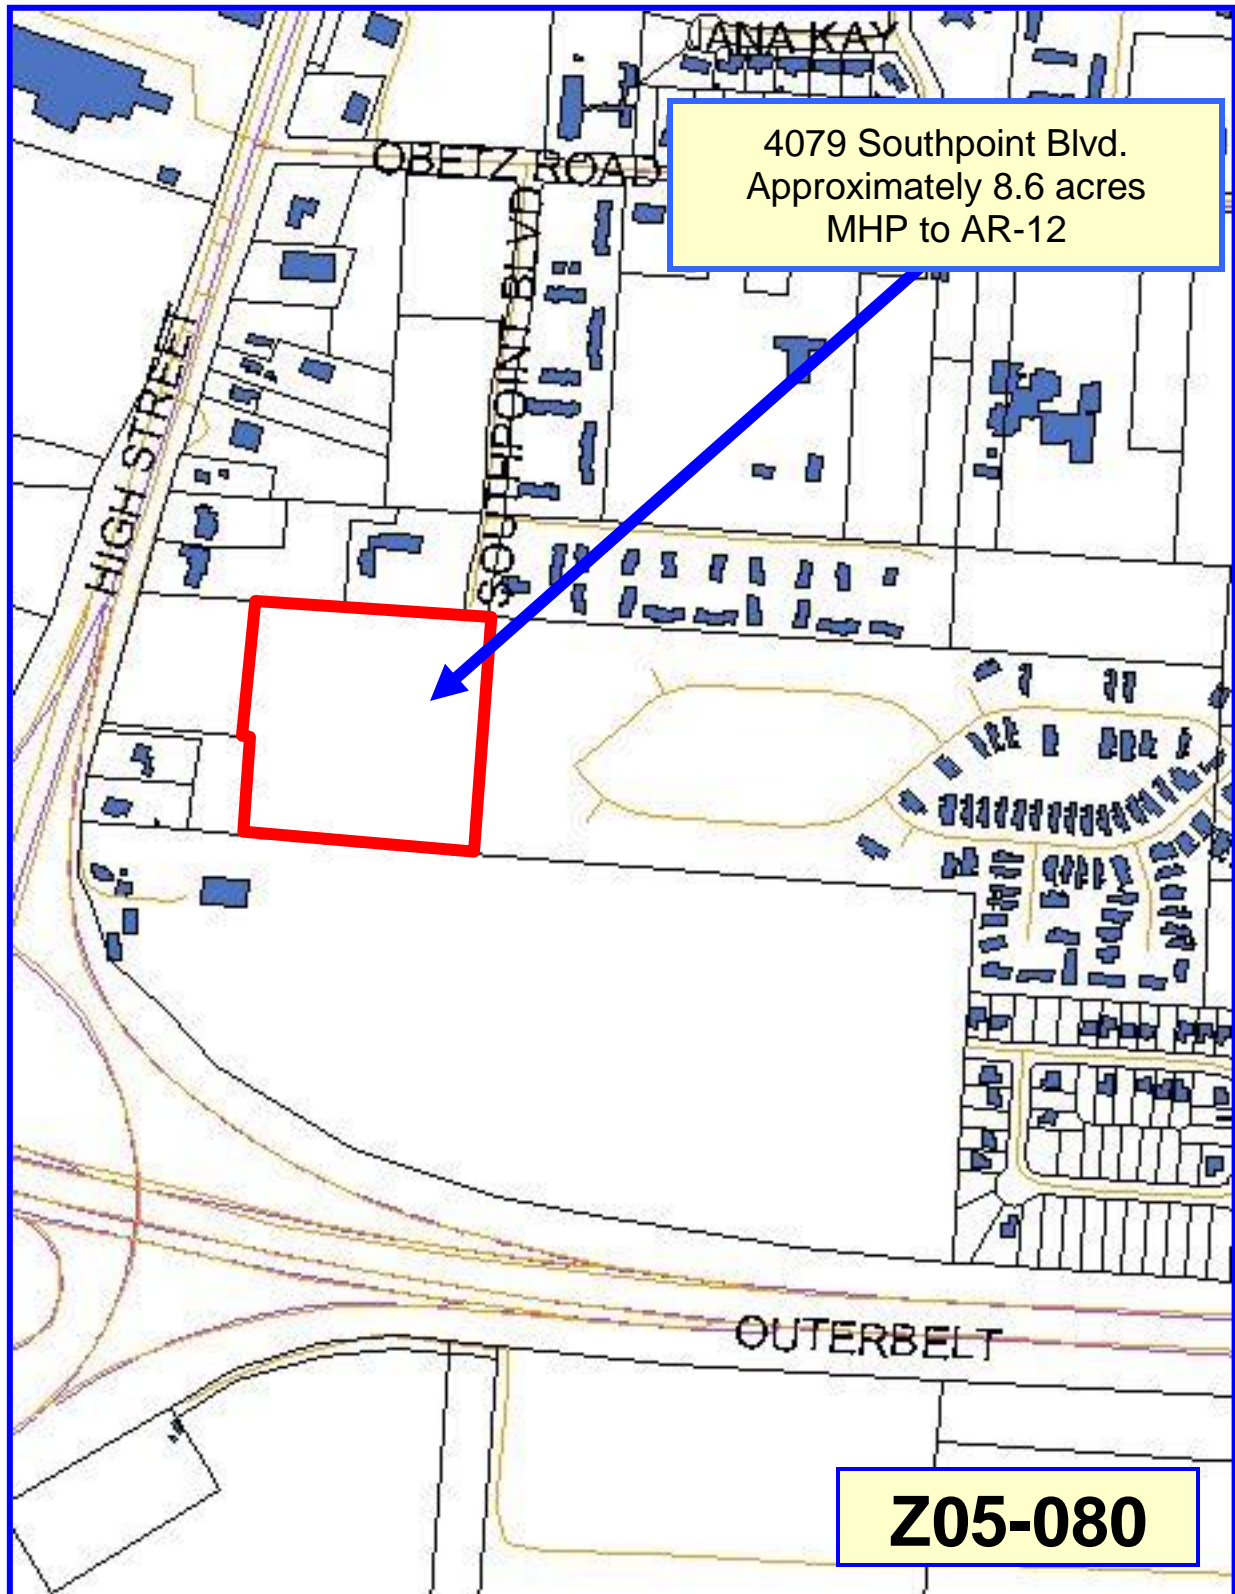 JANA KAY
4079 Southpoint Blvd.
Approximately 8.6 acres
MHP to AR-12
OBETZ ROAD
SOUTHPOINT BLVD
HIGH STREET
OUTERBELT
Z05-080